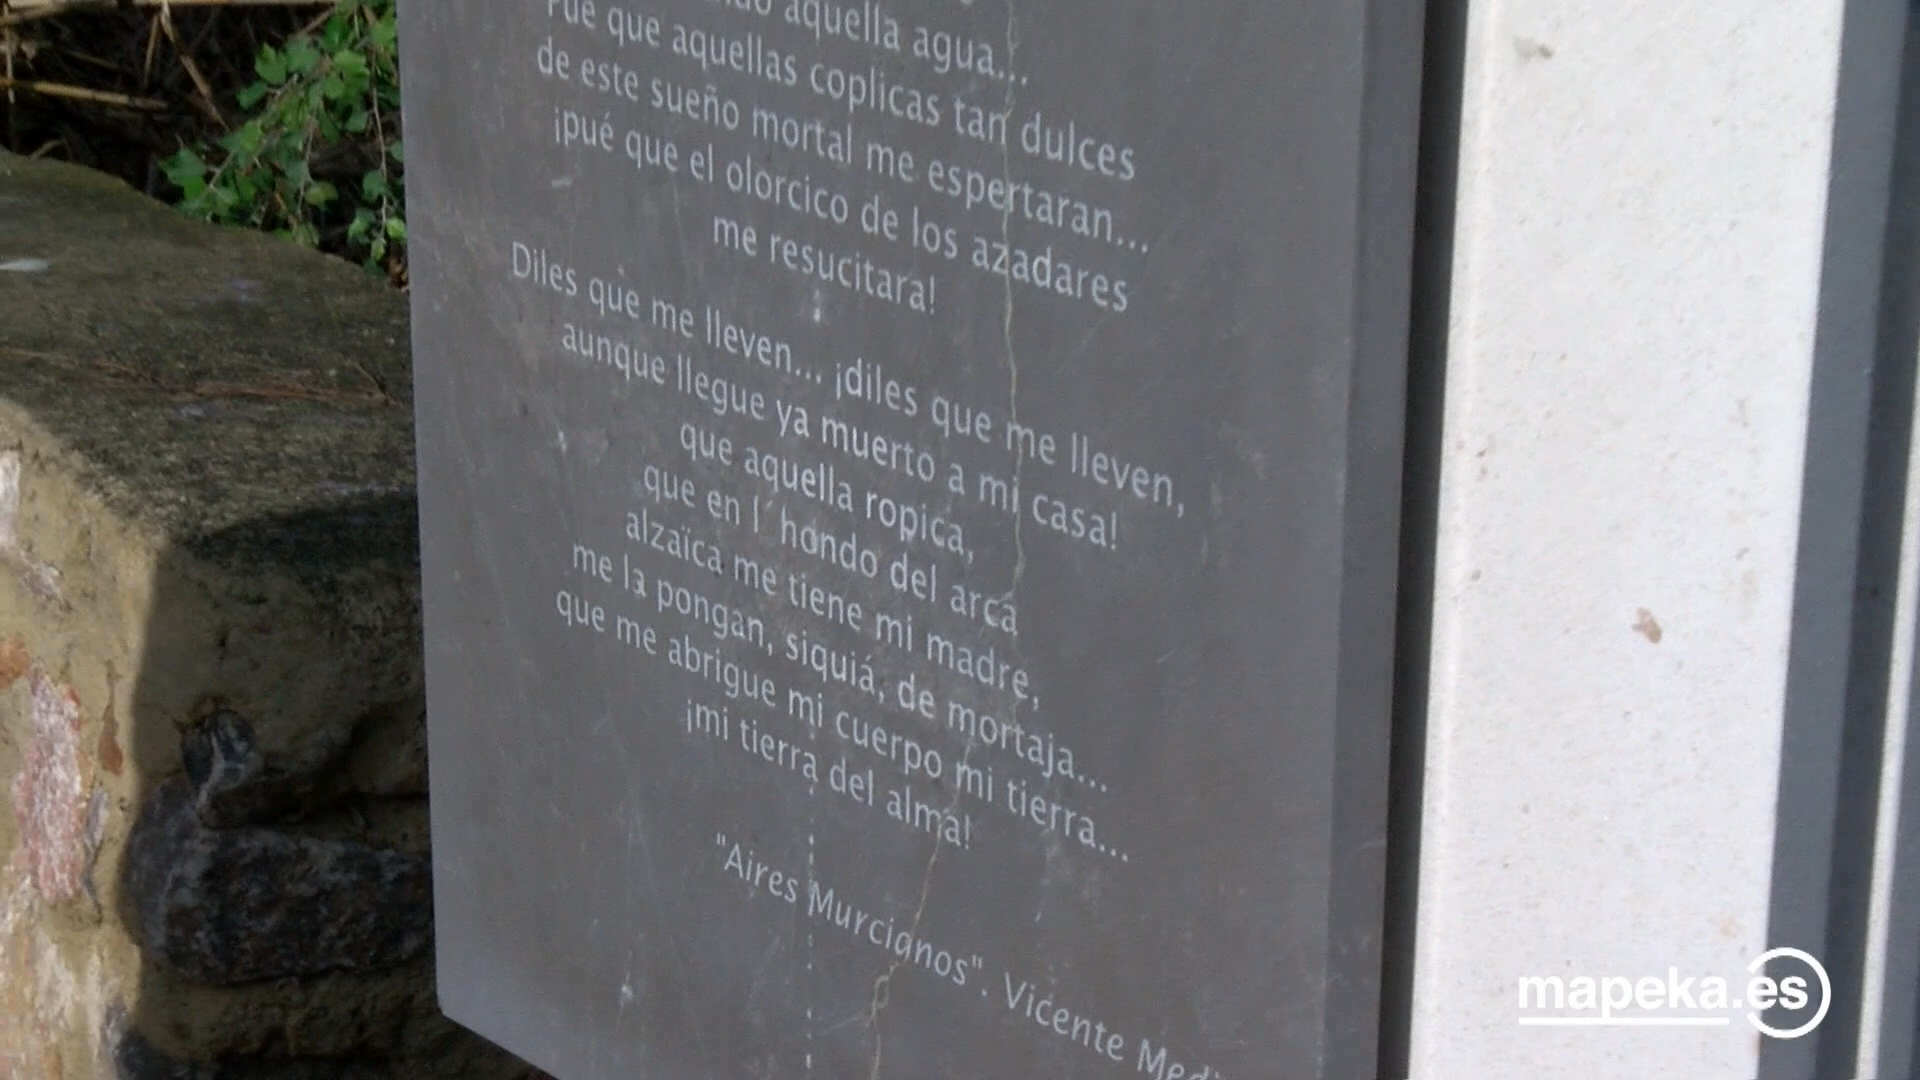 aquella agua...
Pué que aquellas coplicas tan dulces
de este sueño mortal me espertaran...
¡pué que el olorcico de los azadares
me resucitara!
Diles que me lleven... ¡diles que me lleven,
aunque llegue ya muerto a mi casa!
que aquella ropica,
que en l´hondo del arca
alzaïca me tiene mi madre,
me la pongan, siquiá, de mortaja...
que me abrigue mi cuerpo mi tierra...
¡mi tierra del alma!
"Aires Murcianos". Vicente
mapeka.es